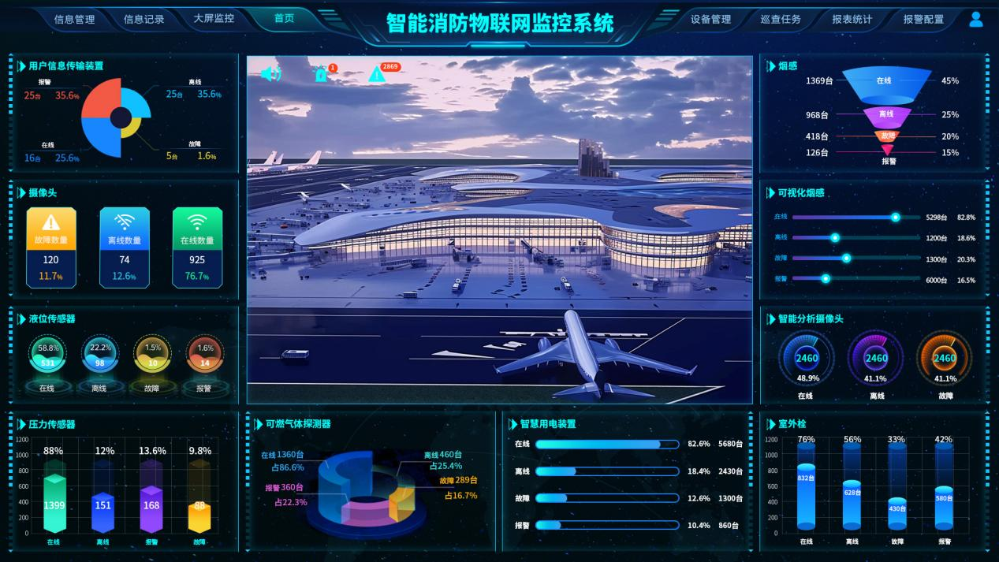 信息管理
信息记录
大屏监控
首页
智能消防物联网监控系统
设备管理
巡查任务
报表统计
报警配置
用户信息传输装置
报警
25台 35.6%
离线
25台 35.6%
在线
16台 25.6%
故障
5台 1.6%
摄像头
故障数量
120
11.7%
离线数量
74
12.6%
在线数量
925
76.7%
液位传感器
58.8%
531
在线
22.2%
98
离线
1.5%
10
故障
1.6%
14
报警
1
2869
烟感
1369台 在线 45%
968台 离线 25%
418台 故障 20%
126台 15%
报警
可视化烟感
在线 5298台 82.8%
离线 1200台 18.6%
故障 1300台 20.3%
报警 6000台 16.5%
智能分析摄像头
2460
48.9%
在线
2460
41.1%
离线
2460
41.1%
故障
压力传感器
1200
1000
800
600
400
200
0
88%
1399
在线
12%
151
离线
13.6%
168
报警
9.8%
88
故障
可燃气体探测器
在线1360台
占86.6%
离线460台
占25.4%
报警360台
占22.3%
故障289台
占16.7%
智慧用电装置
在线 82.6% 5680台
离线 18.4% 2430台
故障 12.6% 1300台
报警 10.4% 860台
室外栓
1200
1000
800
600
400
200
0
76%
832台
在线
56%
628台
离线
33%
430台
故障
42%
580台
报警